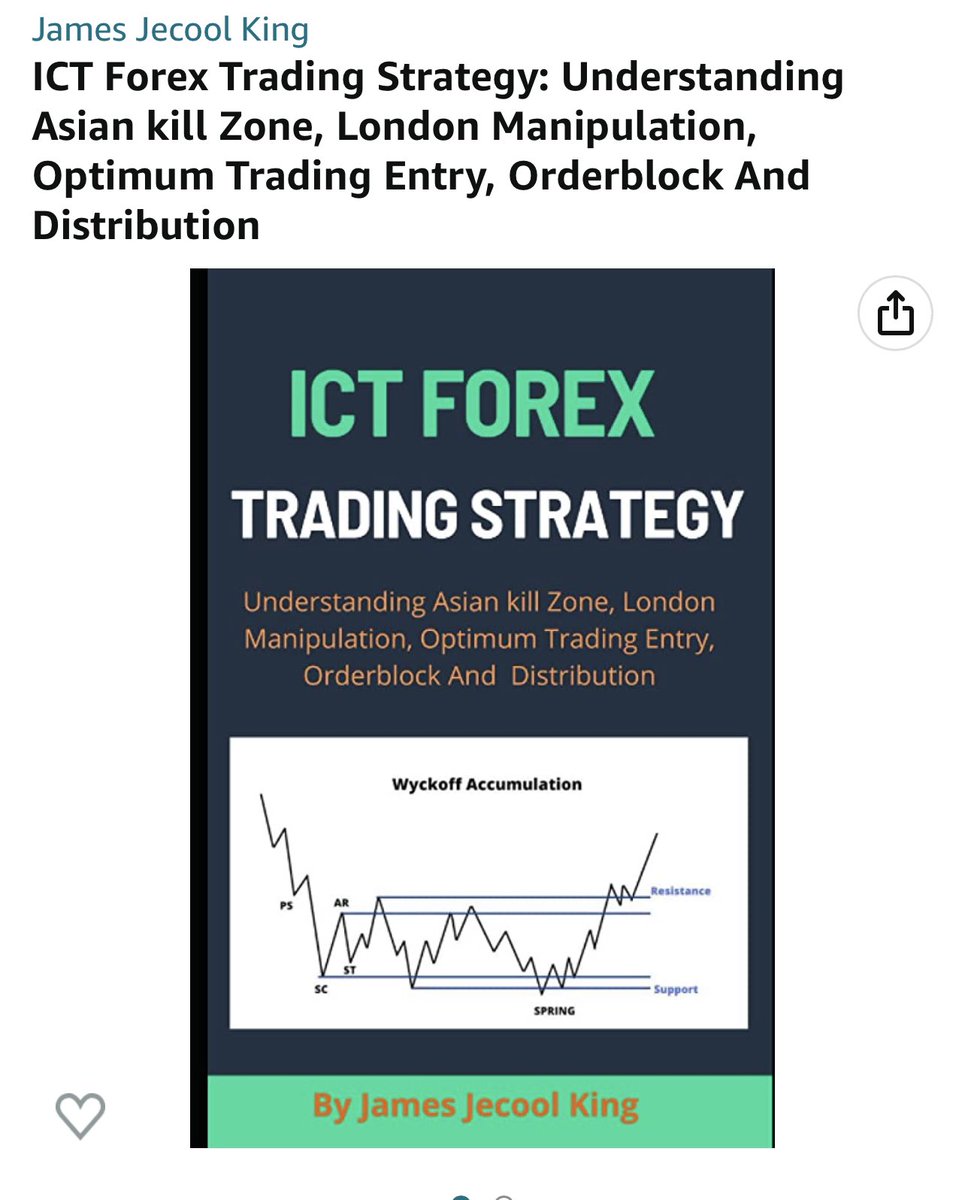 James Jecool King
ICT Forex Trading Strategy: Understanding
Asian kill Zone, London Manipulation,
Optimum Trading Entry, Orderblock And
Distribution
ICT FOREX
TRADING STRATEGY
Understanding Asian kill Zone, London
Manipulation, Optimum Trading Entry,
Orderblock And Distribution
Wyckoff Accumulation
Resistance
PS
AR
ST
SC
Support
SPRING
By James Jecool King